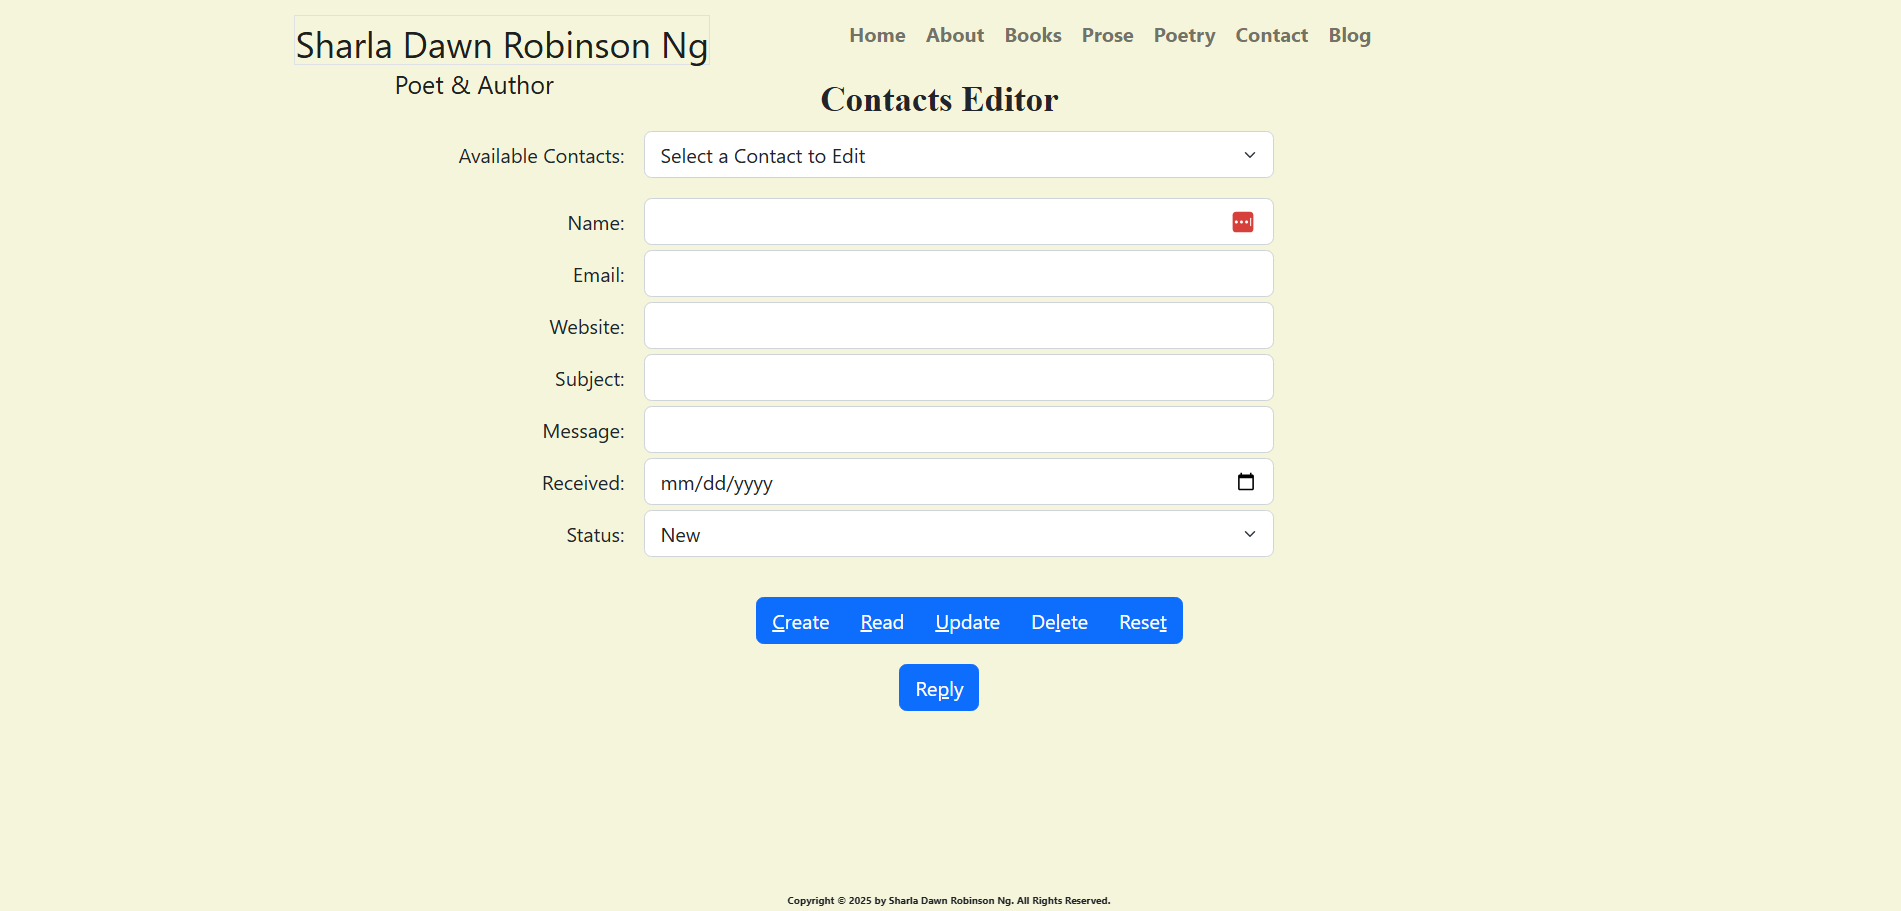 Sharla Dawn Robinson Ng
Poet & Author
Home About Books Prose Poetry Contact Blog
Contacts Editor
Available Contacts: Select a Contact to Edit
Name:
Email:
Website:
Subject:
Message:
Received: mm/dd/yyyy
Status: New
Create Read Update Delete Reset
Reply
Copyright © 2025 by Sharla Dawn Robinson Ng. All Rights Reserved.